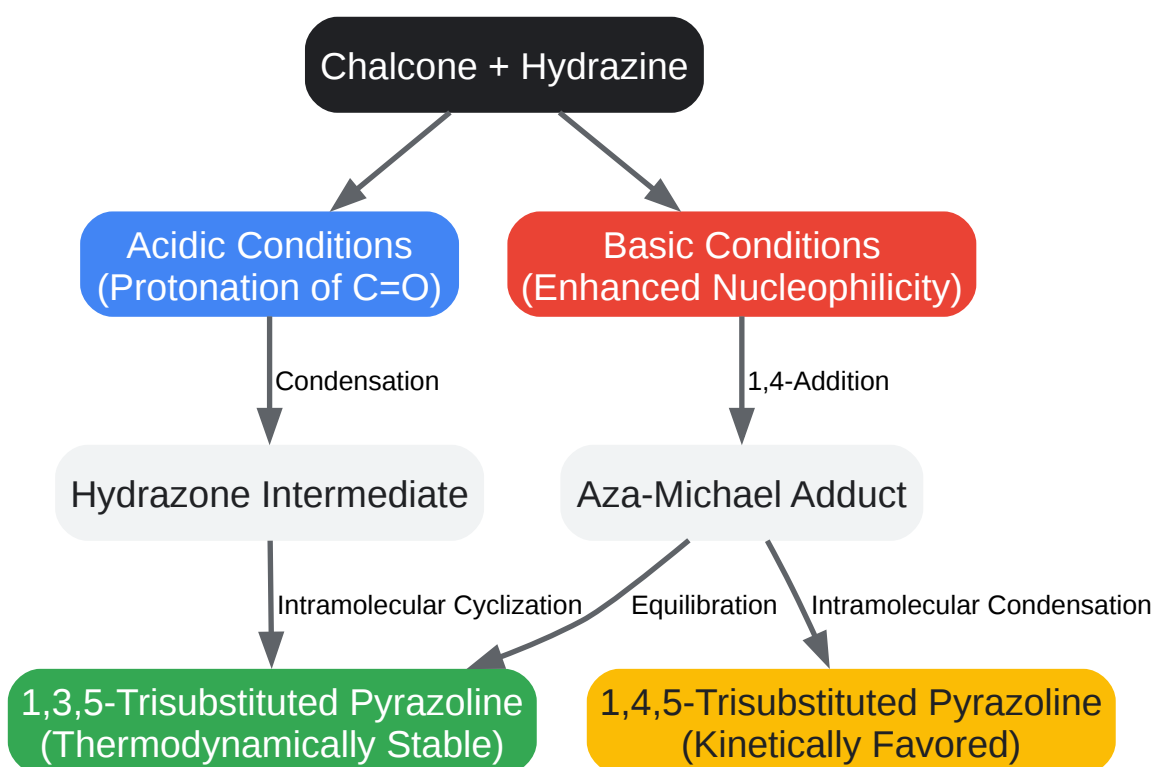 Chalcone + Hydrazine
Acidic Conditions
(Protonation of C=O)
Basic Conditions
(Enhanced Nucleophilicity)
Condensation
1,4-Addition
Hydrazone Intermediate
Aza-Michael Adduct
Intramolecular Cyclization
Equilibration
Intramolecular Condensation
1,3,5-Trisubstituted Pyrazoline
(Thermodynamically Stable)
1,4,5-Trisubstituted Pyrazoline
(Kinetically Favored)